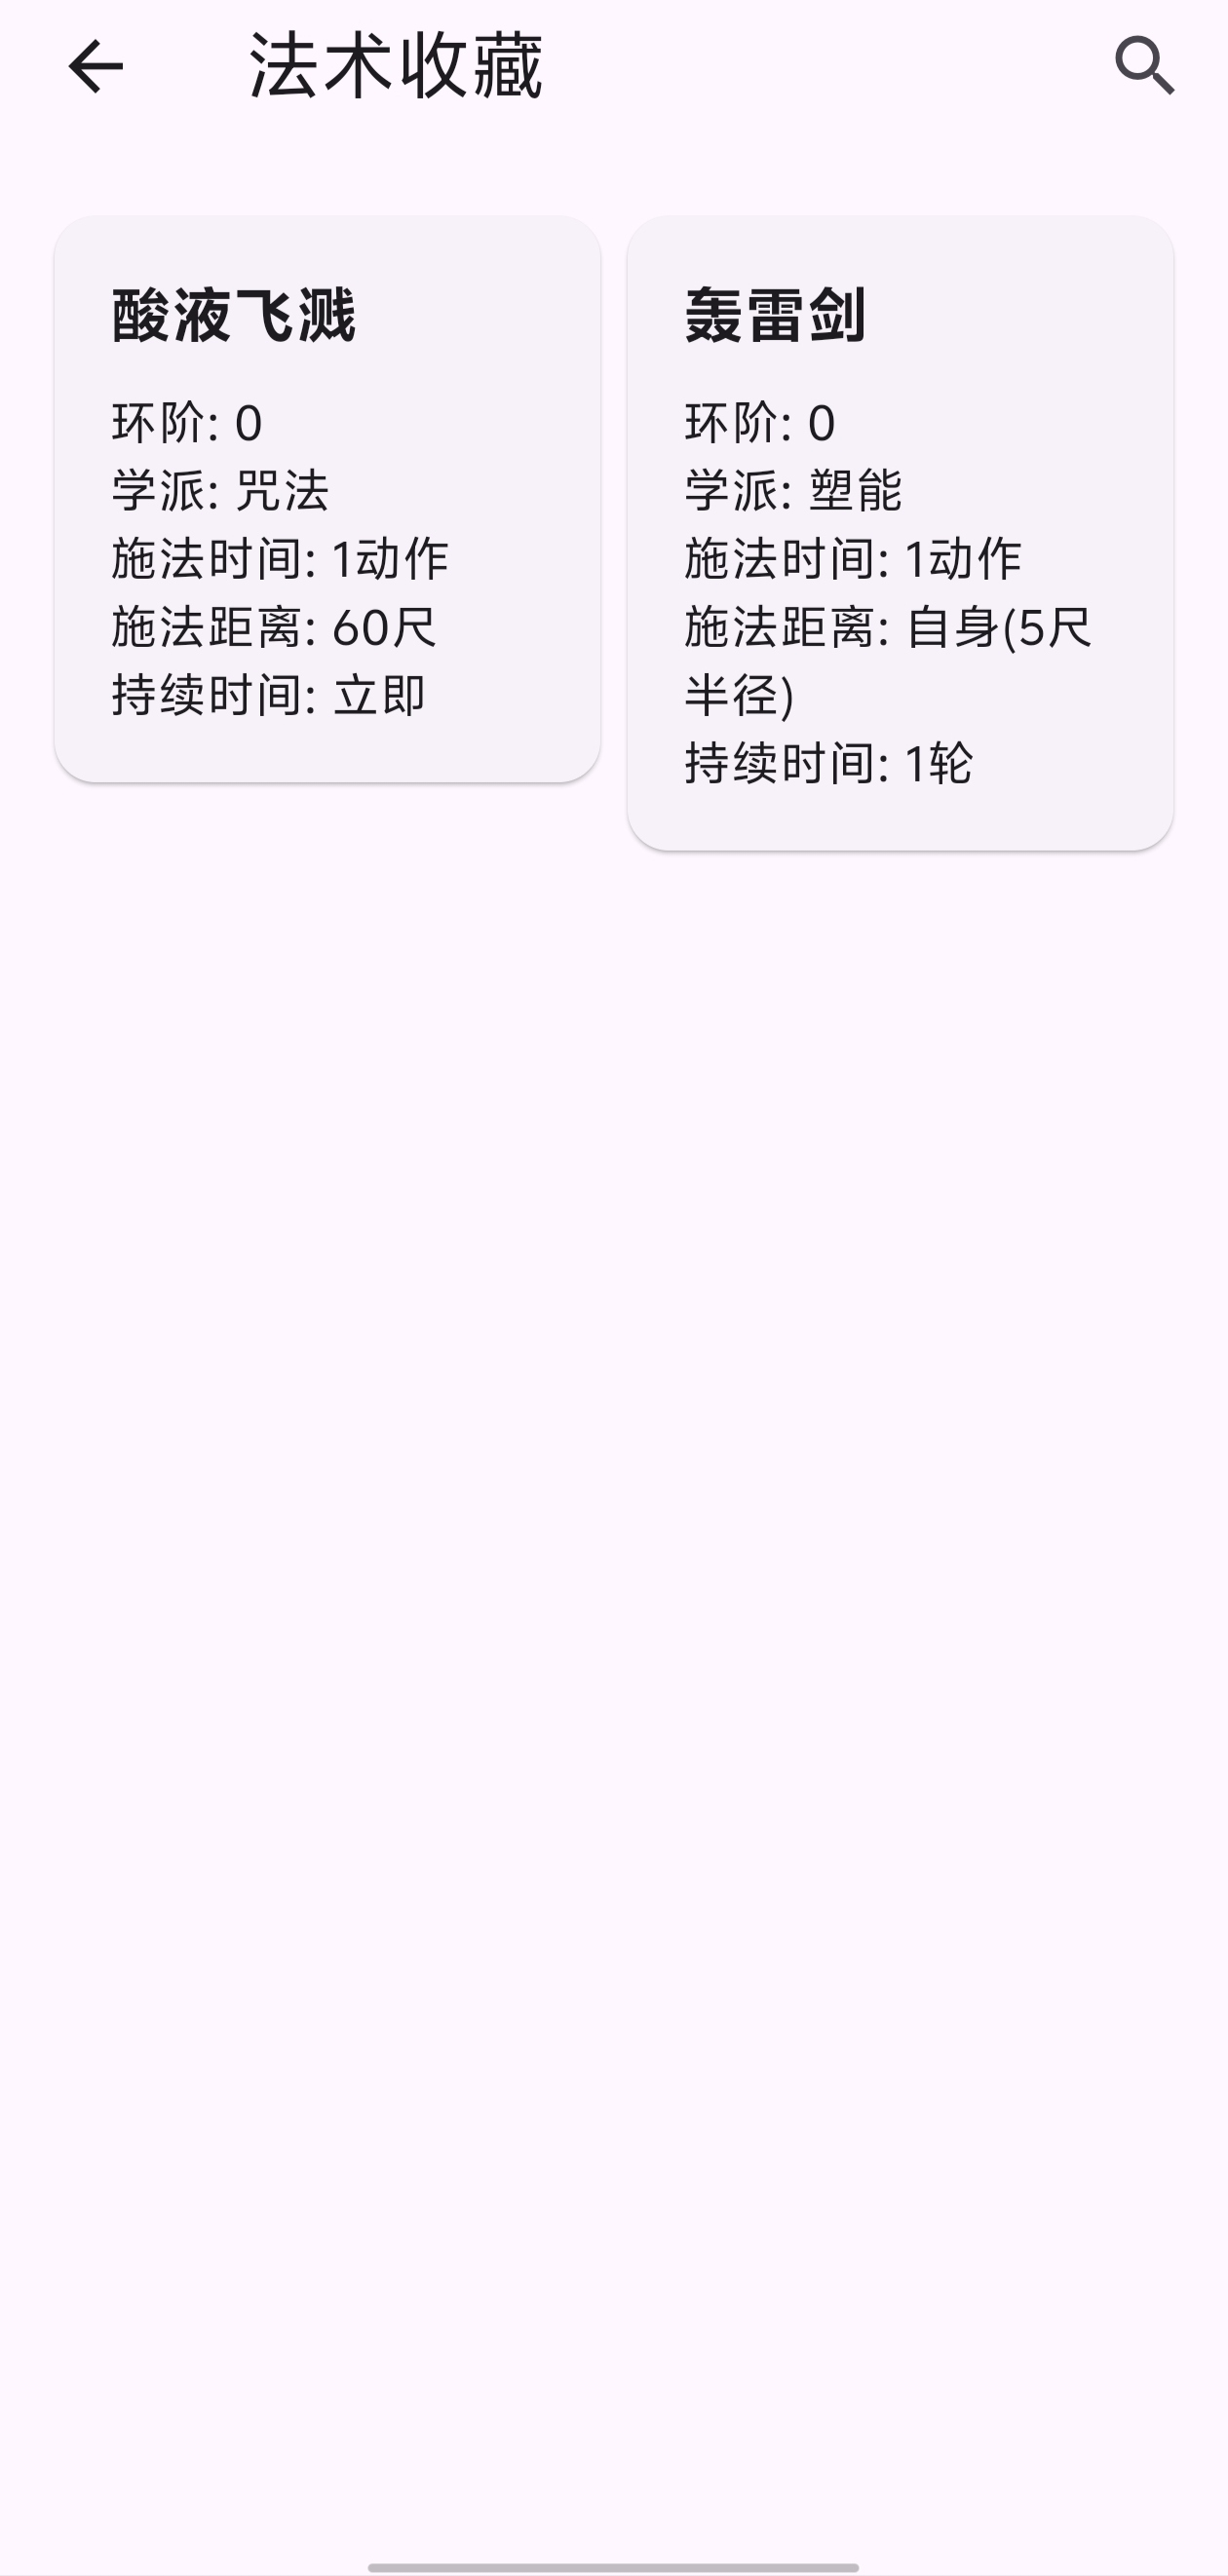 法术收藏
酸液飞溅
环阶: 0
学派: 咒法
施法时间: 1动作
施法距离: 60尺
持续时间: 立即
轰雷剑
环阶: 0
学派: 塑能
施法时间: 1动作
施法距离: 自身(5尺
半径)
持续时间: 1轮